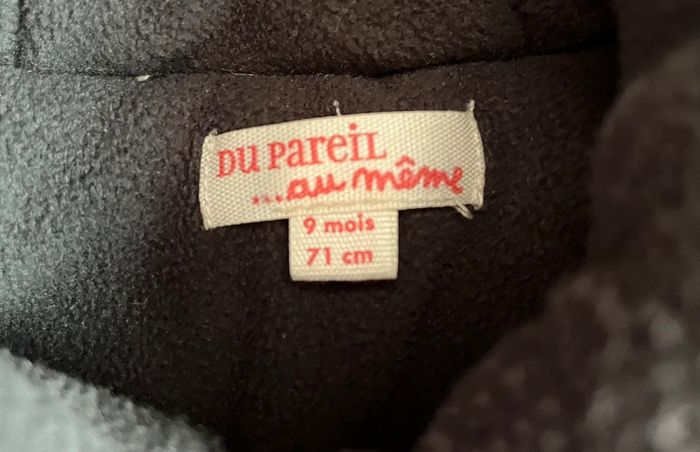 DU PAREIL
...au même
9 mois
71 cm